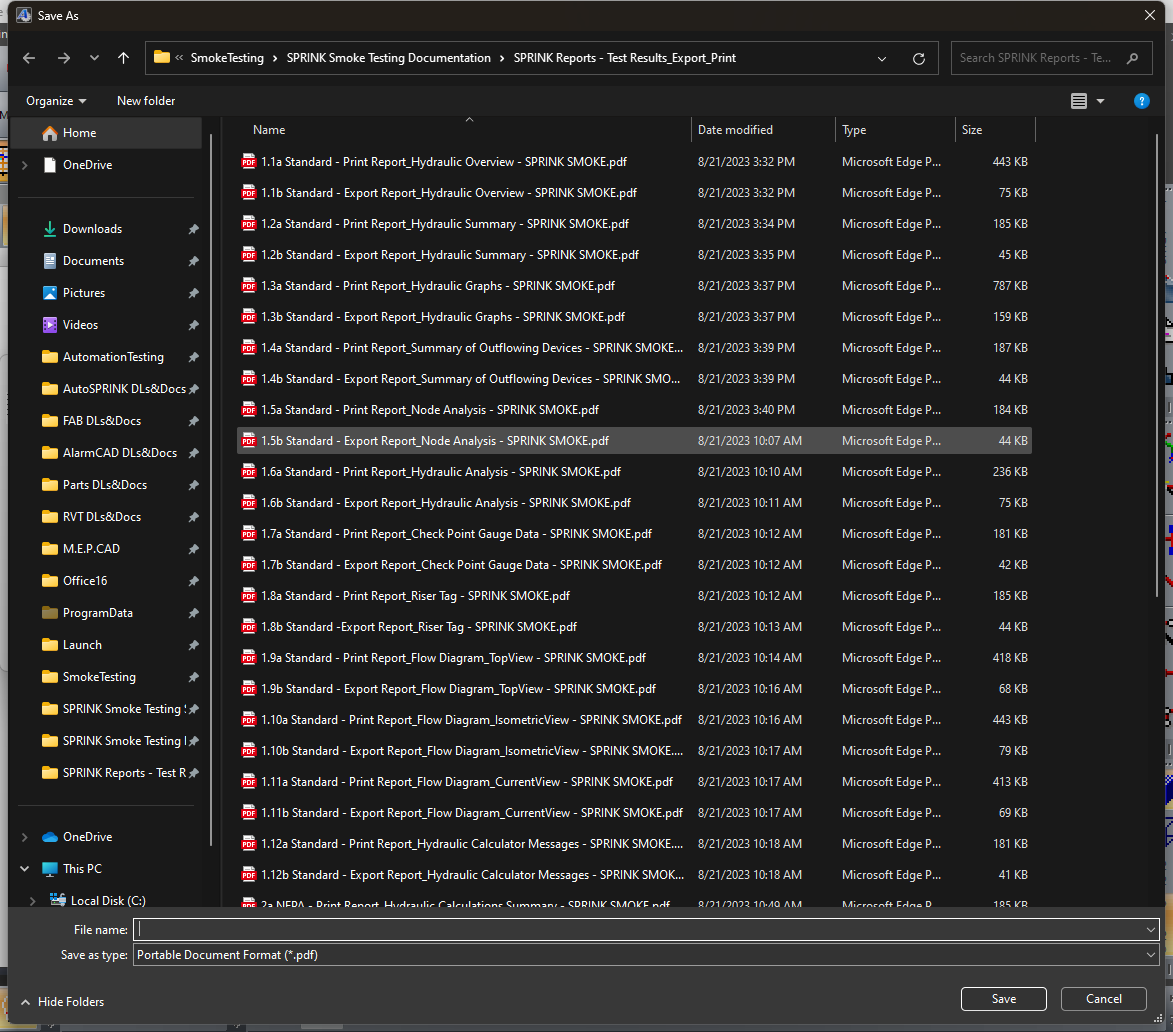 Save As
SmokeTesting > SPRINK Smoke Testing Documentation > SPRINK Reports - Test Results_Export_Print
Search SPRINK Reports - Te...
Organize
New folder
Home
OneDrive
Downloads
Documents
Pictures
Videos
AutomationTesting
AutoSPRINK DLs&Docs
FAB DLs&Docs
AlarmCAD DLs&Docs
Parts DLs&Docs
RVT DLs&Docs
M.E.P.CAD
Office16
ProgramData
Launch
SmokeTesting
SPRINK Smoke Testing
SPRINK Smoke Testing
SPRINK Reports - Test R
OneDrive
This PC
Local Disk (C:)
Name Date modified Type Size
1.1a Standard - Print Report_Hydraulic Overview - SPRINK SMOKE.pdf 8/21/2023 3:32 PM Microsoft Edge P... 443 KB
1.1b Standard - Export Report_Hydraulic Overview - SPRINK SMOKE.pdf 8/21/2023 3:32 PM Microsoft Edge P... 75 KB
1.2a Standard - Print Report_Hydraulic Summary - SPRINK SMOKE.pdf 8/21/2023 3:34 PM Microsoft Edge P... 185 KB
1.2b Standard - Export Report_Hydraulic Summary - SPRINK SMOKE.pdf 8/21/2023 3:35 PM Microsoft Edge P... 45 KB
1.3a Standard - Print Report_Hydraulic Graphs - SPRINK SMOKE.pdf 8/21/2023 3:37 PM Microsoft Edge P... 787 KB
1.3b Standard - Export Report_Hydraulic Graphs - SPRINK SMOKE.pdf 8/21/2023 3:37 PM Microsoft Edge P... 159 KB
1.4a Standard - Print Report_Summary of Outflowing Devices - SPRINK SMOKE... 8/21/2023 3:39 PM Microsoft Edge P... 187 KB
1.4b Standard - Export Report_Summary of Outflowing Devices - SPRINK SMO... 8/21/2023 3:39 PM Microsoft Edge P... 44 KB
1.5a Standard - Print Report_Node Analysis - SPRINK SMOKE.pdf 8/21/2023 3:40 PM Microsoft Edge P... 184 KB
1.5b Standard - Export Report_Node Analysis - SPRINK SMOKE.pdf 8/21/2023 10:07 AM Microsoft Edge P... 44 KB
1.6a Standard - Print Report_Hydraulic Analysis - SPRINK SMOKE.pdf 8/21/2023 10:10 AM Microsoft Edge P... 236 KB
1.6b Standard - Export Report_Hydraulic Analysis - SPRINK SMOKE.pdf 8/21/2023 10:11 AM Microsoft Edge P... 75 KB
1.7a Standard - Print Report_Check Point Gauge Data - SPRINK SMOKE.pdf 8/21/2023 10:12 AM Microsoft Edge P... 181 KB
1.7b Standard - Export Report_Check Point Gauge Data - SPRINK SMOKE.pdf 8/21/2023 10:12 AM Microsoft Edge P... 42 KB
1.8a Standard - Print Report_Riser Tag - SPRINK SMOKE.pdf 8/21/2023 10:12 AM Microsoft Edge P... 185 KB
1.8b Standard -Export Report_Riser Tag - SPRINK SMOKE.pdf 8/21/2023 10:13 AM Microsoft Edge P... 44 KB
1.9a Standard - Print Report_Flow Diagram_TopView - SPRINK SMOKE.pdf 8/21/2023 10:14 AM Microsoft Edge P... 418 KB
1.9b Standard - Export Report_Flow Diagram_TopView - SPRINK SMOKE.pdf 8/21/2023 10:16 AM Microsoft Edge P... 68 KB
1.10a Standard - Print Report_Flow Diagram_IsometricView - SPRINK SMOKE.pdf 8/21/2023 10:16 AM Microsoft Edge P... 443 KB
1.10b Standard - Export Report_Flow Diagram_IsometricView - SPRINK SMOKE.... 8/21/2023 10:17 AM Microsoft Edge P... 79 KB
1.11a Standard - Print Report_Flow Diagram_CurrentView - SPRINK SMOKE.pdf 8/21/2023 10:17 AM Microsoft Edge P... 413 KB
1.11b Standard - Export Report_Flow Diagram_CurrentView - SPRINK SMOKE.pdf 8/21/2023 10:17 AM Microsoft Edge P... 69 KB
1.12a Standard - Print Report_Hydraulic Calculator Messages - SPRINK SMOKE.... 8/21/2023 10:18 AM Microsoft Edge P... 181 KB
1.12b Standard - Export Report_Hydraulic Calculator Messages - SPRINK SMOK... 8/21/2023 10:18 AM Microsoft Edge P... 41 KB
2a NFPA - Print Report_Hydraulic Calculations Summary - SPRINK SMOKE.pdf 8/21/2023 10:49 AM Microsoft Edge P... 185 KB
File name:
Save as type: Portable Document Format (*.pdf)
Hide Folders
Save
Cancel